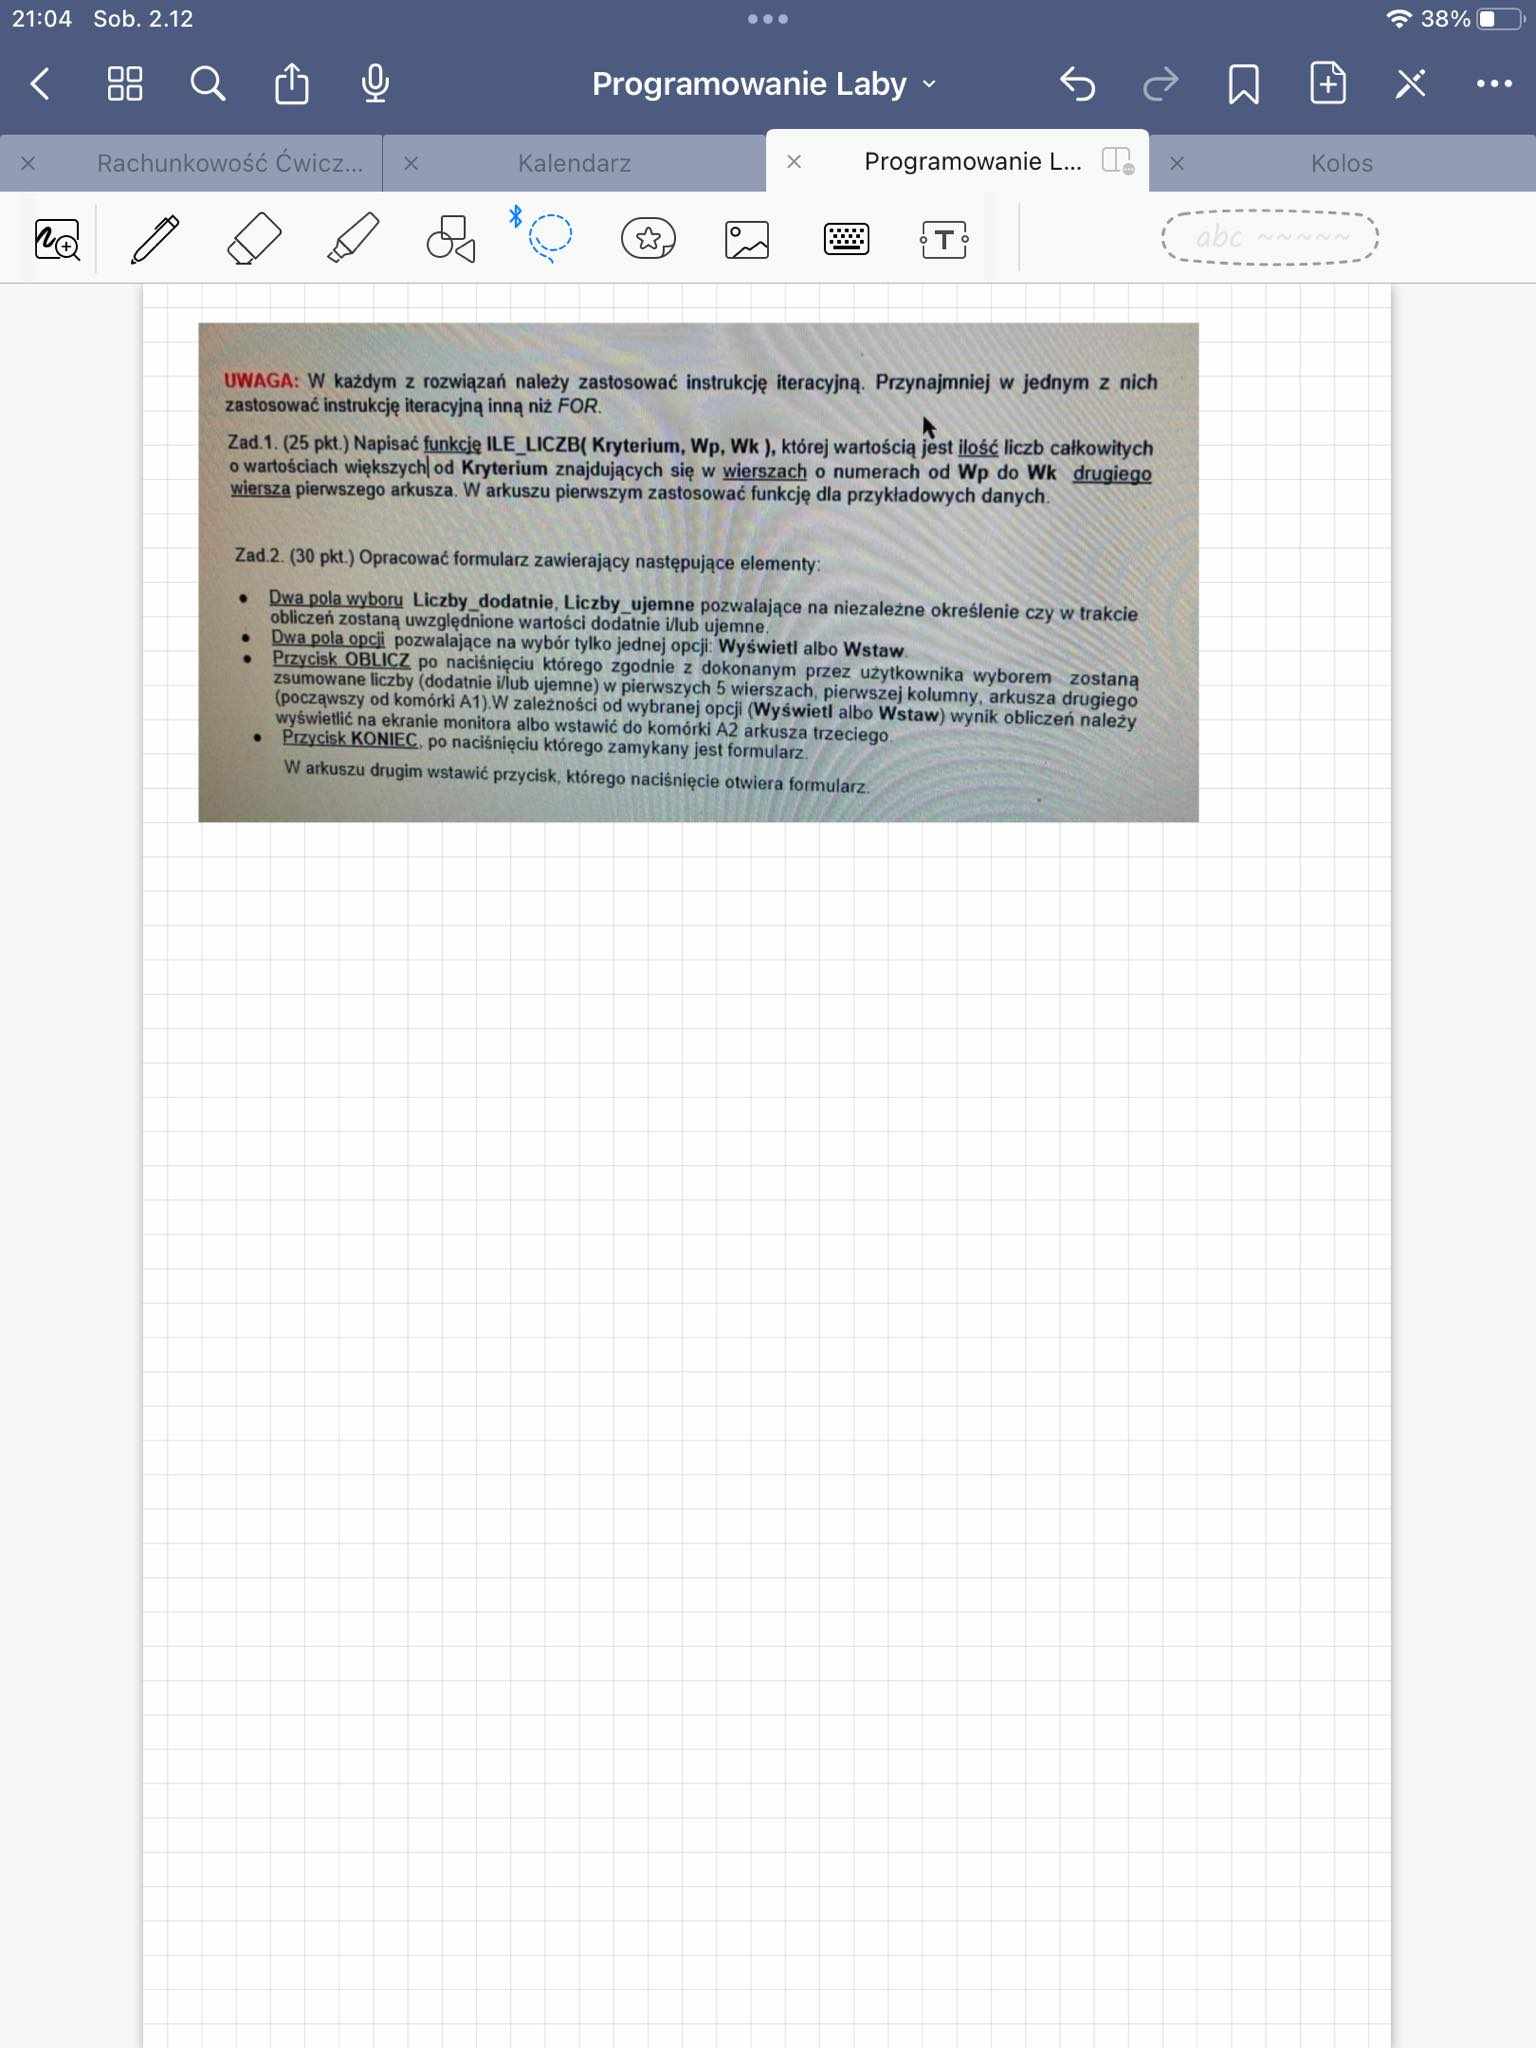 21:04 Sob. 2.12
38%
Programowanie Laby
Rachunkowość Ćwicz...
Kalendarz
Programowanie L...
Kolos
T
abc ~~~~~
UWAGA: W każdym z rozwiązań należy zastosować instrukcję iteracyjną. Przynajmniej w jednym z nich
zastosować instrukcję iteracyjną inną niż FOR.
Zad.1. (25 pkt.) Napisać funkcję ILE_LICZB( Kryterium, Wp, Wk ), której wartością jest ilość liczb całkowitych
o wartościach większych od Kryterium znajdujących się w wierszach o numerach od Wp do Wk drugiego
wiersza pierwszego arkusza. W arkuszu pierwszym zastosować funkcję dla przykładowych danych.
Zad.2. (30 pkt.) Opracować formularz zawierający następujące elementy:
● Dwa pola wyboru Liczby_dodatnie, Liczby_ujemne pozwalające na niezależne określenie czy w trakcie
obliczeń zostaną uwzględnione wartości dodatnie i/lub ujemne.
● Dwa pola opcji pozwalające na wybór tylko jednej opcji: Wyświetl albo Wstaw.
● Przycisk OBLICZ po naciśnięciu którego zgodnie z dokonanym przez użytkownika wyborem zostaną
zsumowane liczby (dodatnie i/lub ujemne) w pierwszych 5 wierszach, pierwszej kolumny, arkusza drugiego
(począwszy od komórki A1).W zależności od wybranej opcji (Wyświetl albo Wstaw) wynik obliczeń należy
wyświetlić na ekranie monitora albo wstawić do komórki A2 arkusza trzeciego.
● Przycisk KONIEC, po naciśnięciu którego zamykany jest formularz.
W arkuszu drugim wstawić przycisk, którego naciśnięcie otwiera formularz.